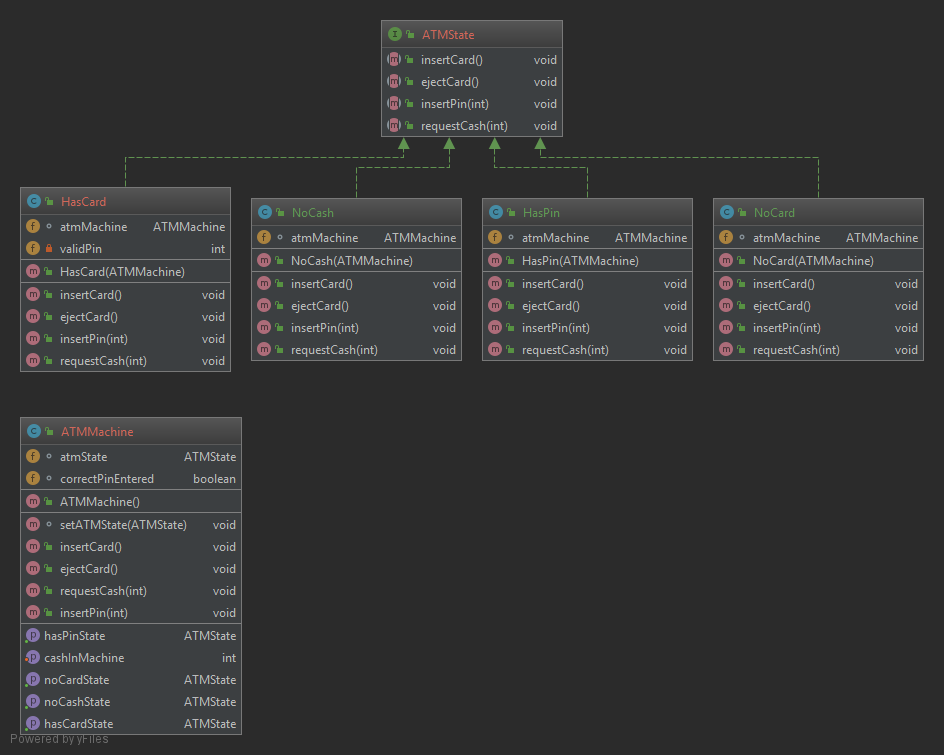 ATMState
insertCard() void
ejectCard() void
insertPin(int) void
requestCash(int) void
HasCard
atmMachine ATMMachine
validPin int
HasCard(ATMMachine)
insertCard() void
ejectCard() void
insertPin(int) void
requestCash(int) void
NoCash
atmMachine ATMMachine
NoCash(ATMMachine)
insertCard() void
ejectCard() void
insertPin(int) void
requestCash(int) void
HasPin
atmMachine ATMMachine
HasPin(ATMMachine)
insertCard() void
ejectCard() void
insertPin(int) void
requestCash(int) void
NoCard
atmMachine ATMMachine
NoCard(ATMMachine)
insertCard() void
ejectCard() void
insertPin(int) void
requestCash(int) void
ATMMachine
atmState ATMState
correctPinEntered boolean
ATMMachine()
setATMState(ATMState) void
insertCard() void
ejectCard() void
requestCash(int) void
insertPin(int) void
hasPinState ATMState
cashInMachine int
noCardState ATMState
noCashState ATMState
hasCardState ATMState
Powered by yFiles